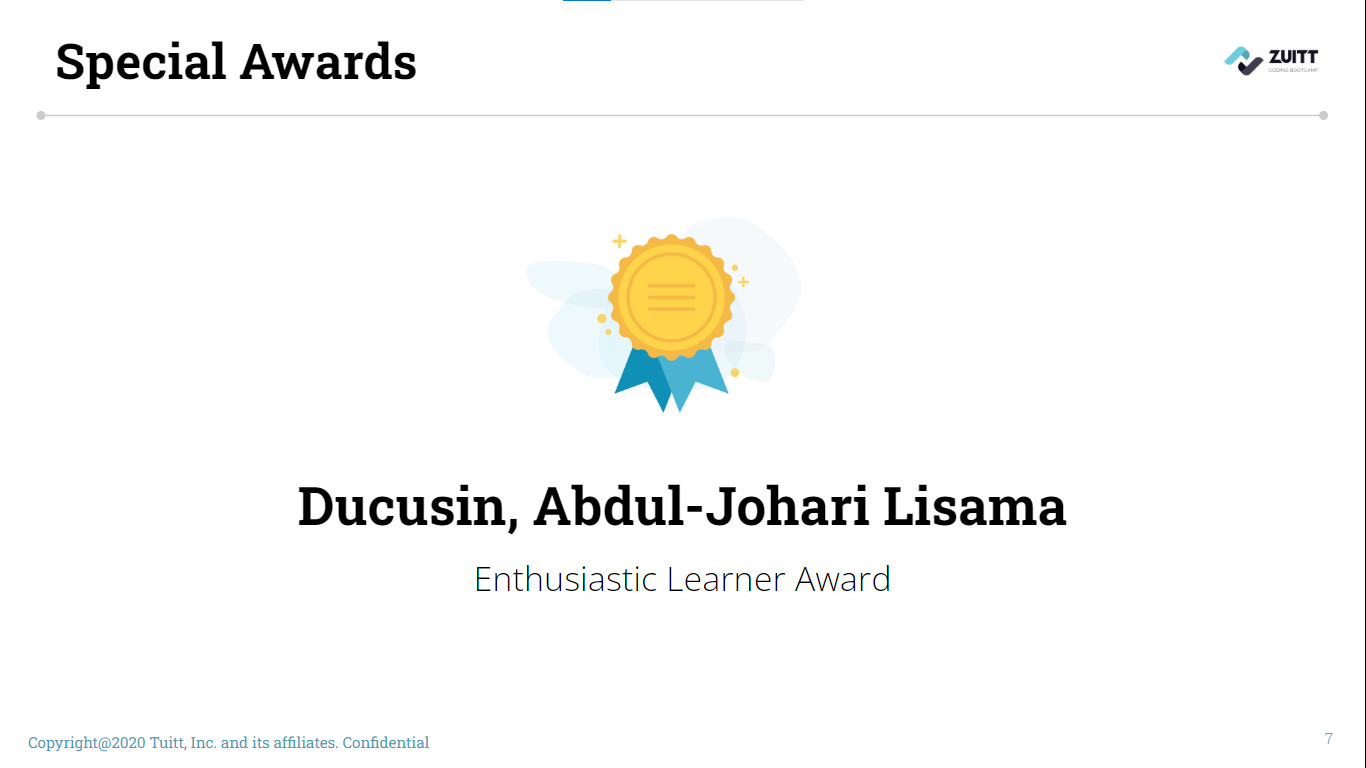 Special Awards
ZUITT
CODING BOOTCAMP
Ducusin, Abdul-Johari Lisama
Enthusiastic Learner Award
Copyright@2020 Tuitt, Inc. and its affiliates. Confidential
7